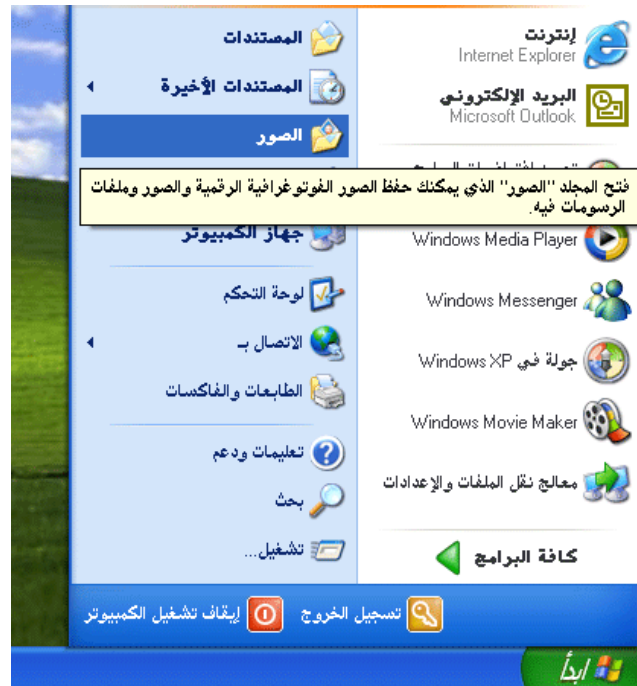 إنترنت
Internet Explorer
البريد الإلكتروني
Microsoft Outlook
Windows Media Player
Windows Messenger
جولة في Windows XP
Windows Movie Maker
معالج نقل الملفات والإعدادات
كافة البرامج
المستندات
المستندات الأخيرة
الصور
فتح المجلد "الصور" الذي يمكنك حفظ الصور الفوتوغرافية الرقمية والصور وملفات
الرسومات فيه.
جهاز الكمبيوتر
لوحة التحكم
الاتصال بـ
الطابعات والفاكسات
تعليمات ودعم
بحث
تشغيل...
تسجيل الخروج
إيقاف تشغيل الكمبيوتر
ابدأ